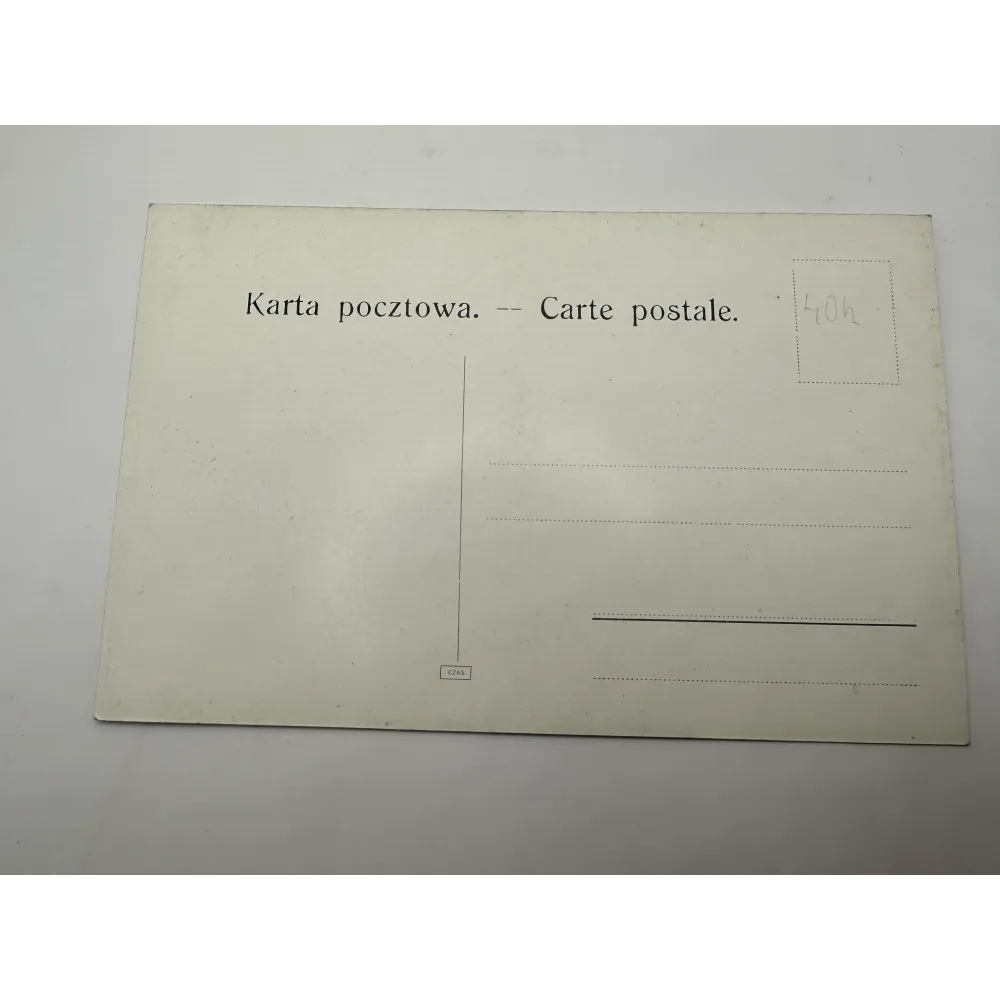 Karta pocztowa. — Carte postale.
40h
CZAS